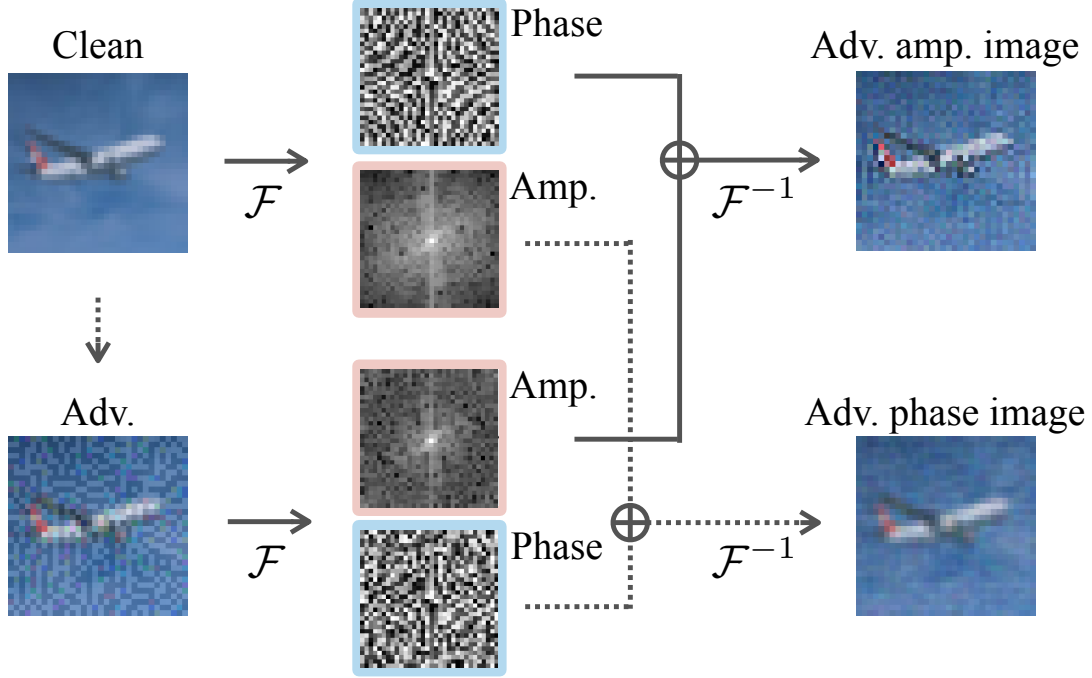 Clean
Phase
Adv. amp. image
ℱ
Amp.
ℱ⁻¹
Adv.
Amp.
Adv. phase image
ℱ
Phase
ℱ⁻¹